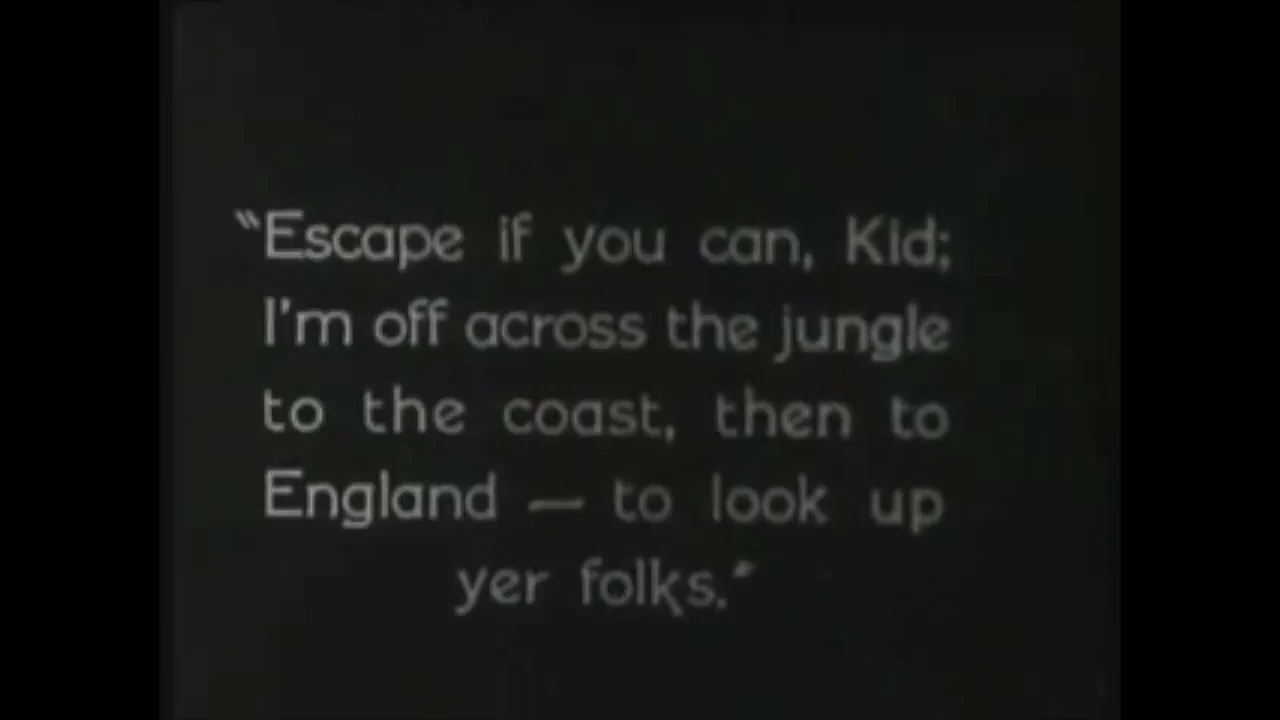 "Escape if you can, Kid;
I'm off across the jungle
to the coast, then to
England — to look up
yer folks."